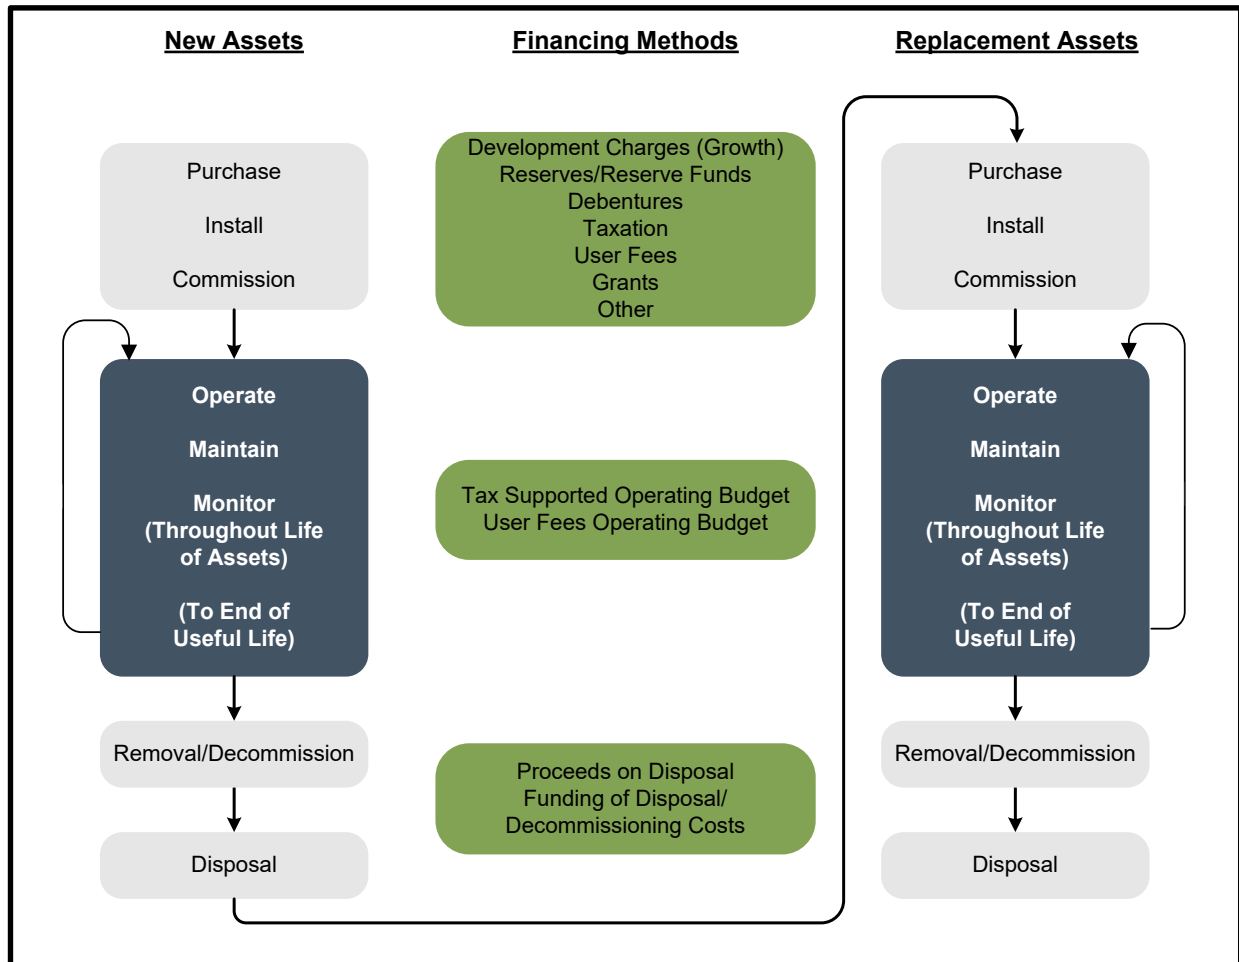 New Assets
Financing Methods
Replacement Assets
Purchase
Install
Commission
Operate
Maintain
Monitor
(Throughout Life
of Assets)
(To End of
Useful Life)
Removal/Decommission
Disposal
Development Charges (Growth)
Reserves/Reserve Funds
Debentures
Taxation
User Fees
Grants
Other
Tax Supported Operating Budget
User Fees Operating Budget
Proceeds on Disposal
Funding of Disposal/
Decommissioning Costs
Purchase
Install
Commission
Operate
Maintain
Monitor
(Throughout Life
of Assets)
(To End of
Useful Life)
Removal/Decommission
Disposal